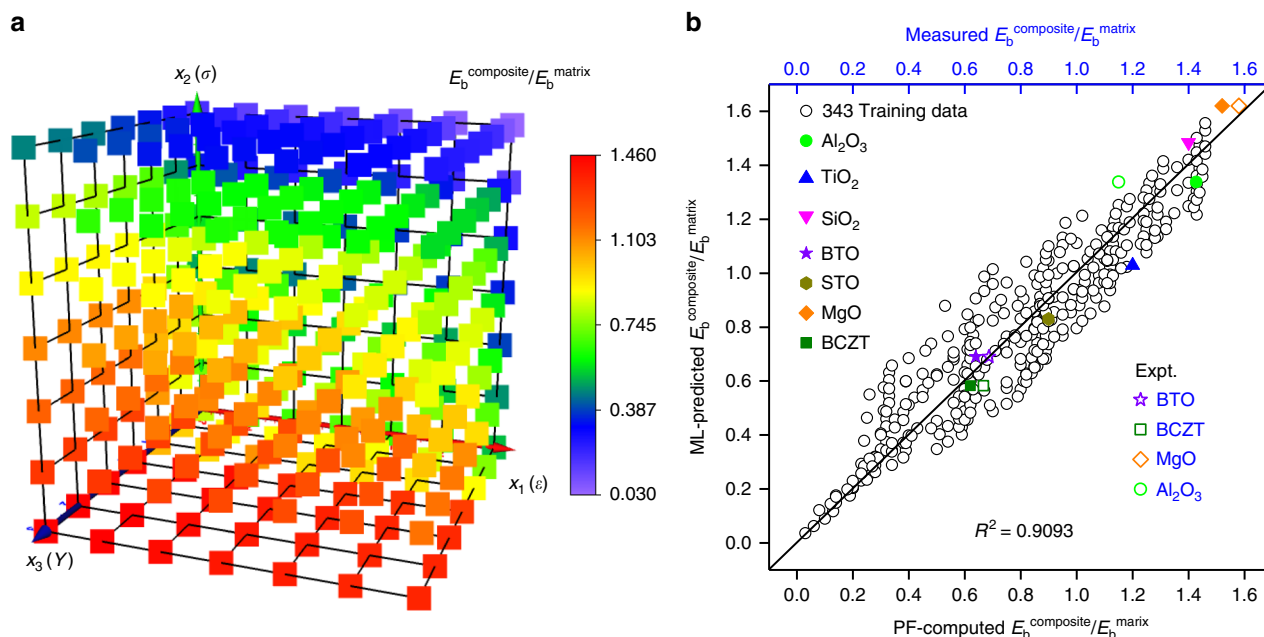 a
x₂ (σ)
E_b^composite/E_b^matrix
1.460
1.103
0.745
0.387
0.030
x₁ (ε)
x₃ (Y)
b
Measured E_b^composite/E_b^matrix
0.0 0.2 0.4 0.6 0.8 1.0 1.2 1.4 1.6
ML-predicted E_b^composite/E_b^matrix
1.6
1.4
1.2
1.0
0.8
0.6
0.4
0.2
0.0
343 Training data
Al₂O₃
TiO₂
SiO₂
BTO
STO
MgO
BCZT
Expt.
BTO
BCZT
MgO
Al₂O₃
R² = 0.9093
0.0 0.2 0.4 0.6 0.8 1.0 1.2 1.4 1.6
PF-computed E_b^composite/E_b^marix